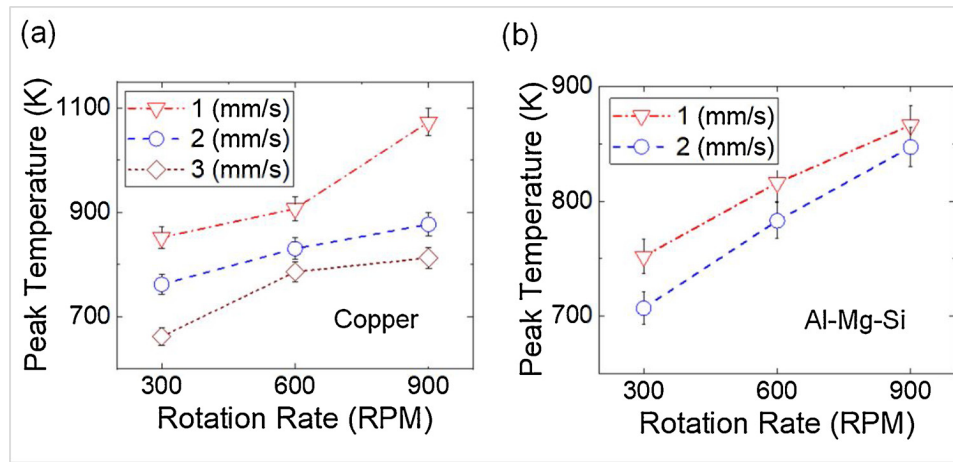 (a)
Peak Temperature (K)
1100
900
700
1 (mm/s)
2 (mm/s)
3 (mm/s)
Copper
300 600 900
Rotation Rate (RPM)
(b)
Peak Temperature (K)
900
800
700
1 (mm/s)
2 (mm/s)
Al-Mg-Si
300 600 900
Rotation Rate (RPM)